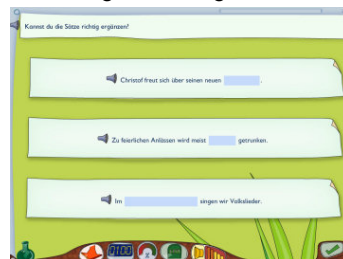 Kannst du die Sätze richtig ergänzen?
Christof freut sich über seinen neuen .
Zu feierlichen Anlässen wird meist getrunken.
Im singen wir Volkslieder.
0100